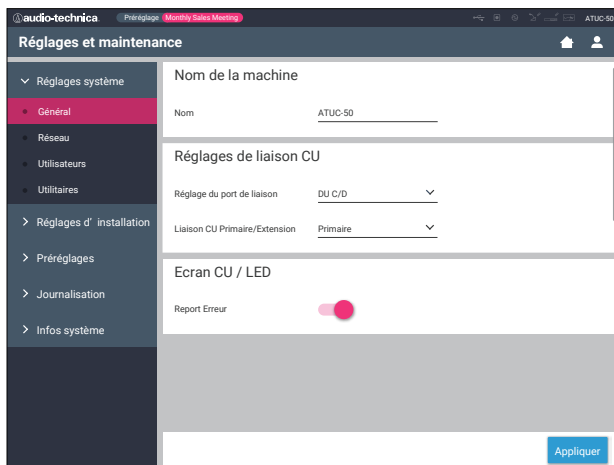 audio-technica
Préréglage Monthly Sales Meeting
ATUC-50
Réglages et maintenance
Réglages système
Général
Réseau
Utilisateurs
Utilitaires
Réglages d' installation
Préréglages
Journalisation
Infos système
Nom de la machine
Nom ATUC-50
Réglages de liaison CU
Réglage du port de liaison DU C/D
Liaison CU Primaire/Extension Primaire
Ecran CU / LED
Report Erreur
Appliquer